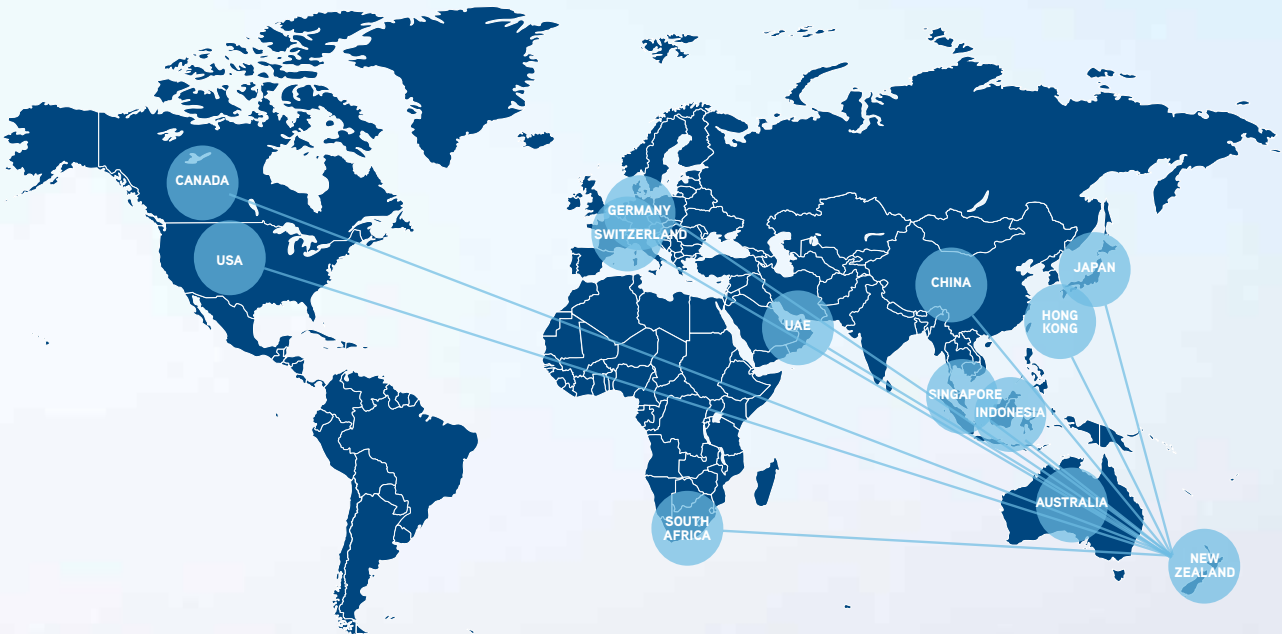 CANADA
USA
GERMANY
SWITZERLAND
UAE
CHINA
JAPAN
HONG
KONG
SINGAPORE
INDONESIA
AUSTRALIA
SOUTH
AFRICA
NEW
ZEALAND